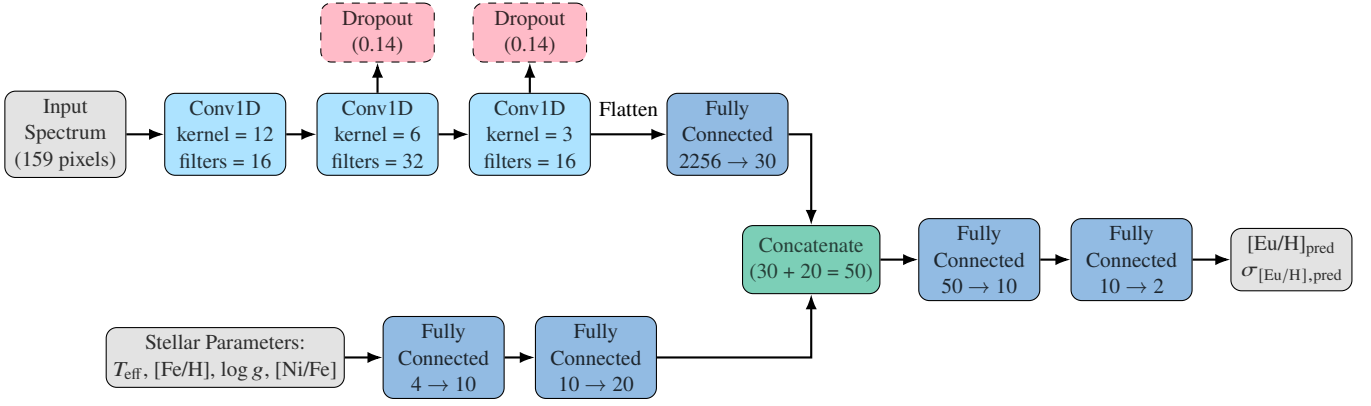 Dropout
(0.14)
Dropout
(0.14)
Input
Spectrum
(159 pixels)
Conv1D
kernel = 12
filters = 16
Conv1D
kernel = 6
filters = 32
Conv1D
kernel = 3
filters = 16
Flatten
Fully
Connected
2256 → 30
Concatenate
(30 + 20 = 50)
Fully
Connected
50 → 10
Fully
Connected
10 → 2
[Eu/H]pred
σ[Eu/H],pred
Stellar Parameters:
Teff, [Fe/H], log g, [Ni/Fe]
Fully
Connected
4 → 10
Fully
Connected
10 → 20